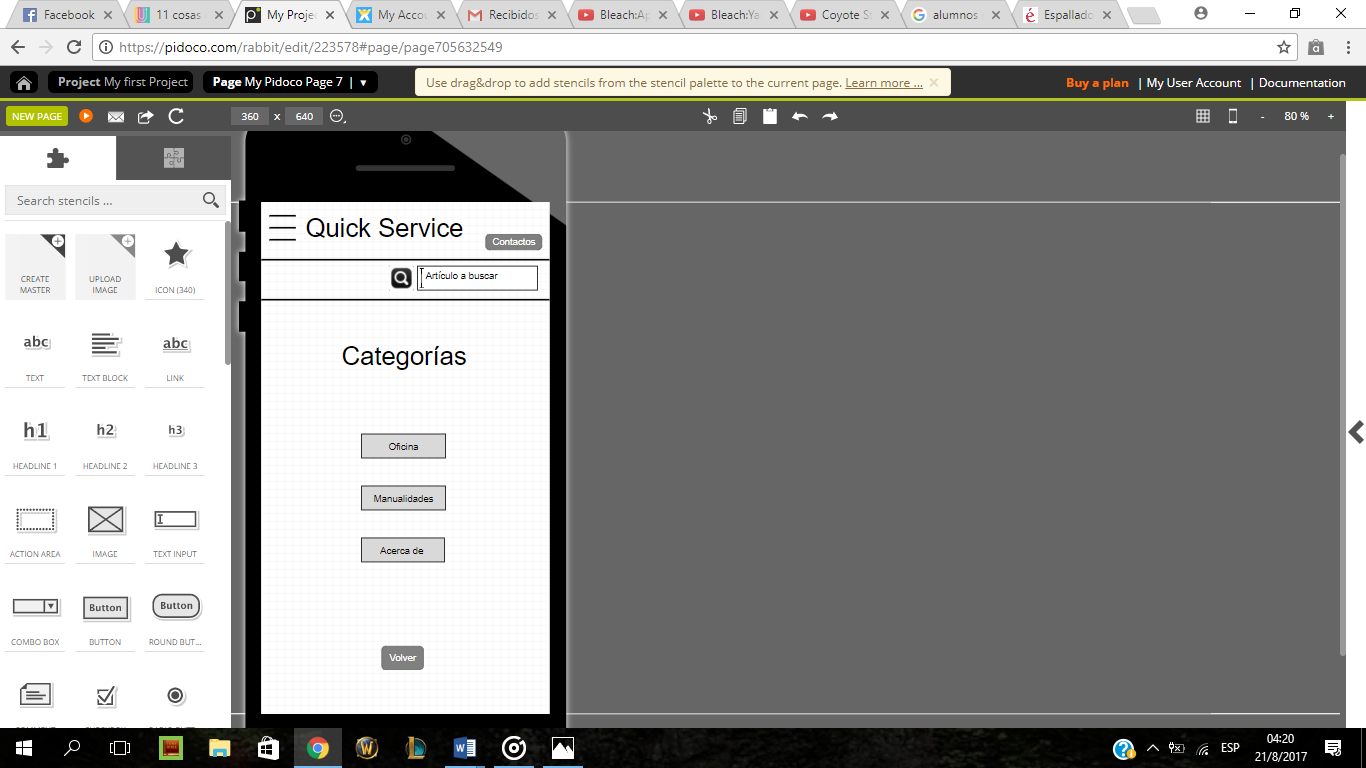 Facebook
11 cosas
My Proje
My Accou
Recibidos
Bleach:Ap
Bleach:Ya
Coyote St
alumnos
Espallado
https://pidoco.com/rabbit/edit/223578#page/page705632549
Project My first Project
Page My Pidoco Page 7 | ▼
Use drag&drop to add stencils from the stencil palette to the current page. Learn more ...
Buy a plan | My User Account | Documentation
NEW PAGE
360 x 640
- 80 % +
Search stencils ...
CREATE MASTER
UPLOAD IMAGE
ICON (340)
abc
TEXT
TEXT BLOCK
abc
LINK
h1
HEADLINE 1
h2
HEADLINE 2
h3
HEADLINE 3
ACTION AREA
IMAGE
TEXT INPUT
COMBO BOX
Button
BUTTON
Button
ROUND BUT...
Quick Service
Contactos
Artículo a buscar
Categorías
Oficina
Manualidades
Acerca de
Volver
ESP
04:20
21/8/2017